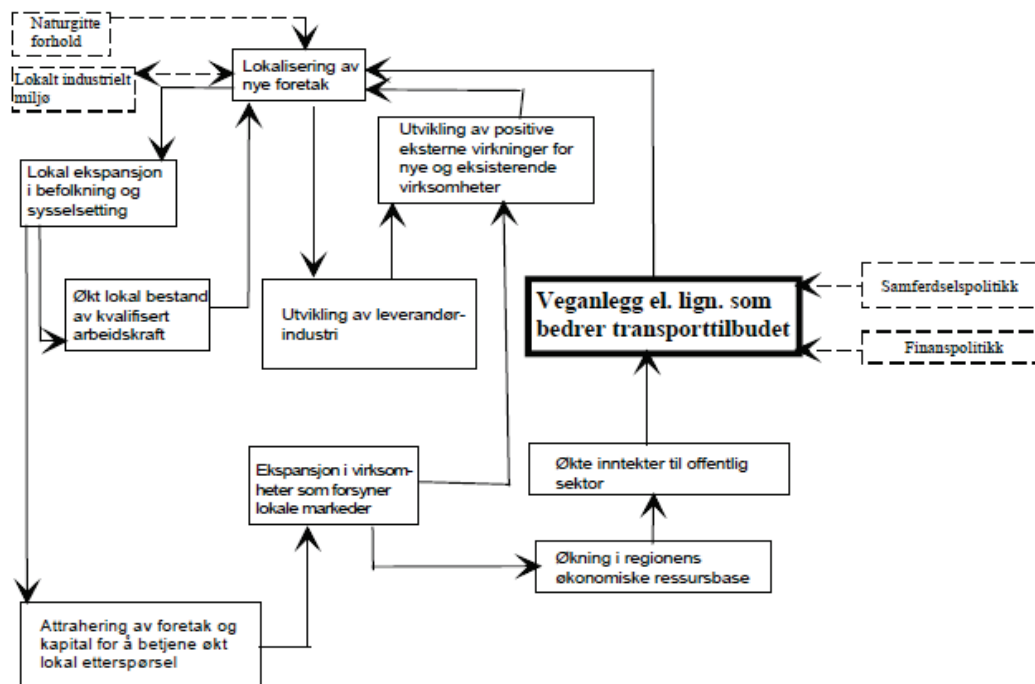 Naturgitte
forhold
Lokalt industrielt
miljø
Lokalisering av
nye foretak
Utvikling av positive
eksterne virkninger for
nye og eksisterende
virksomheter
Lokal ekspansjon
i befolkning og
sysselsetting
Økt lokal bestand
av kvalifisert
arbeidskraft
Utvikling av leverandør-
industri
Veganlegg el. lign. som
bedrer transporttilbudet
Samferdselspolitikk
Finanspolitikk
Ekspansjon i virksom-
heter som forsyner
lokale markeder
Økte inntekter til offentlig
sektor
Økning i regionens
økonomiske ressursbase
Attrahering av foretak og
kapital for å betjene økt
lokal etterspørsel